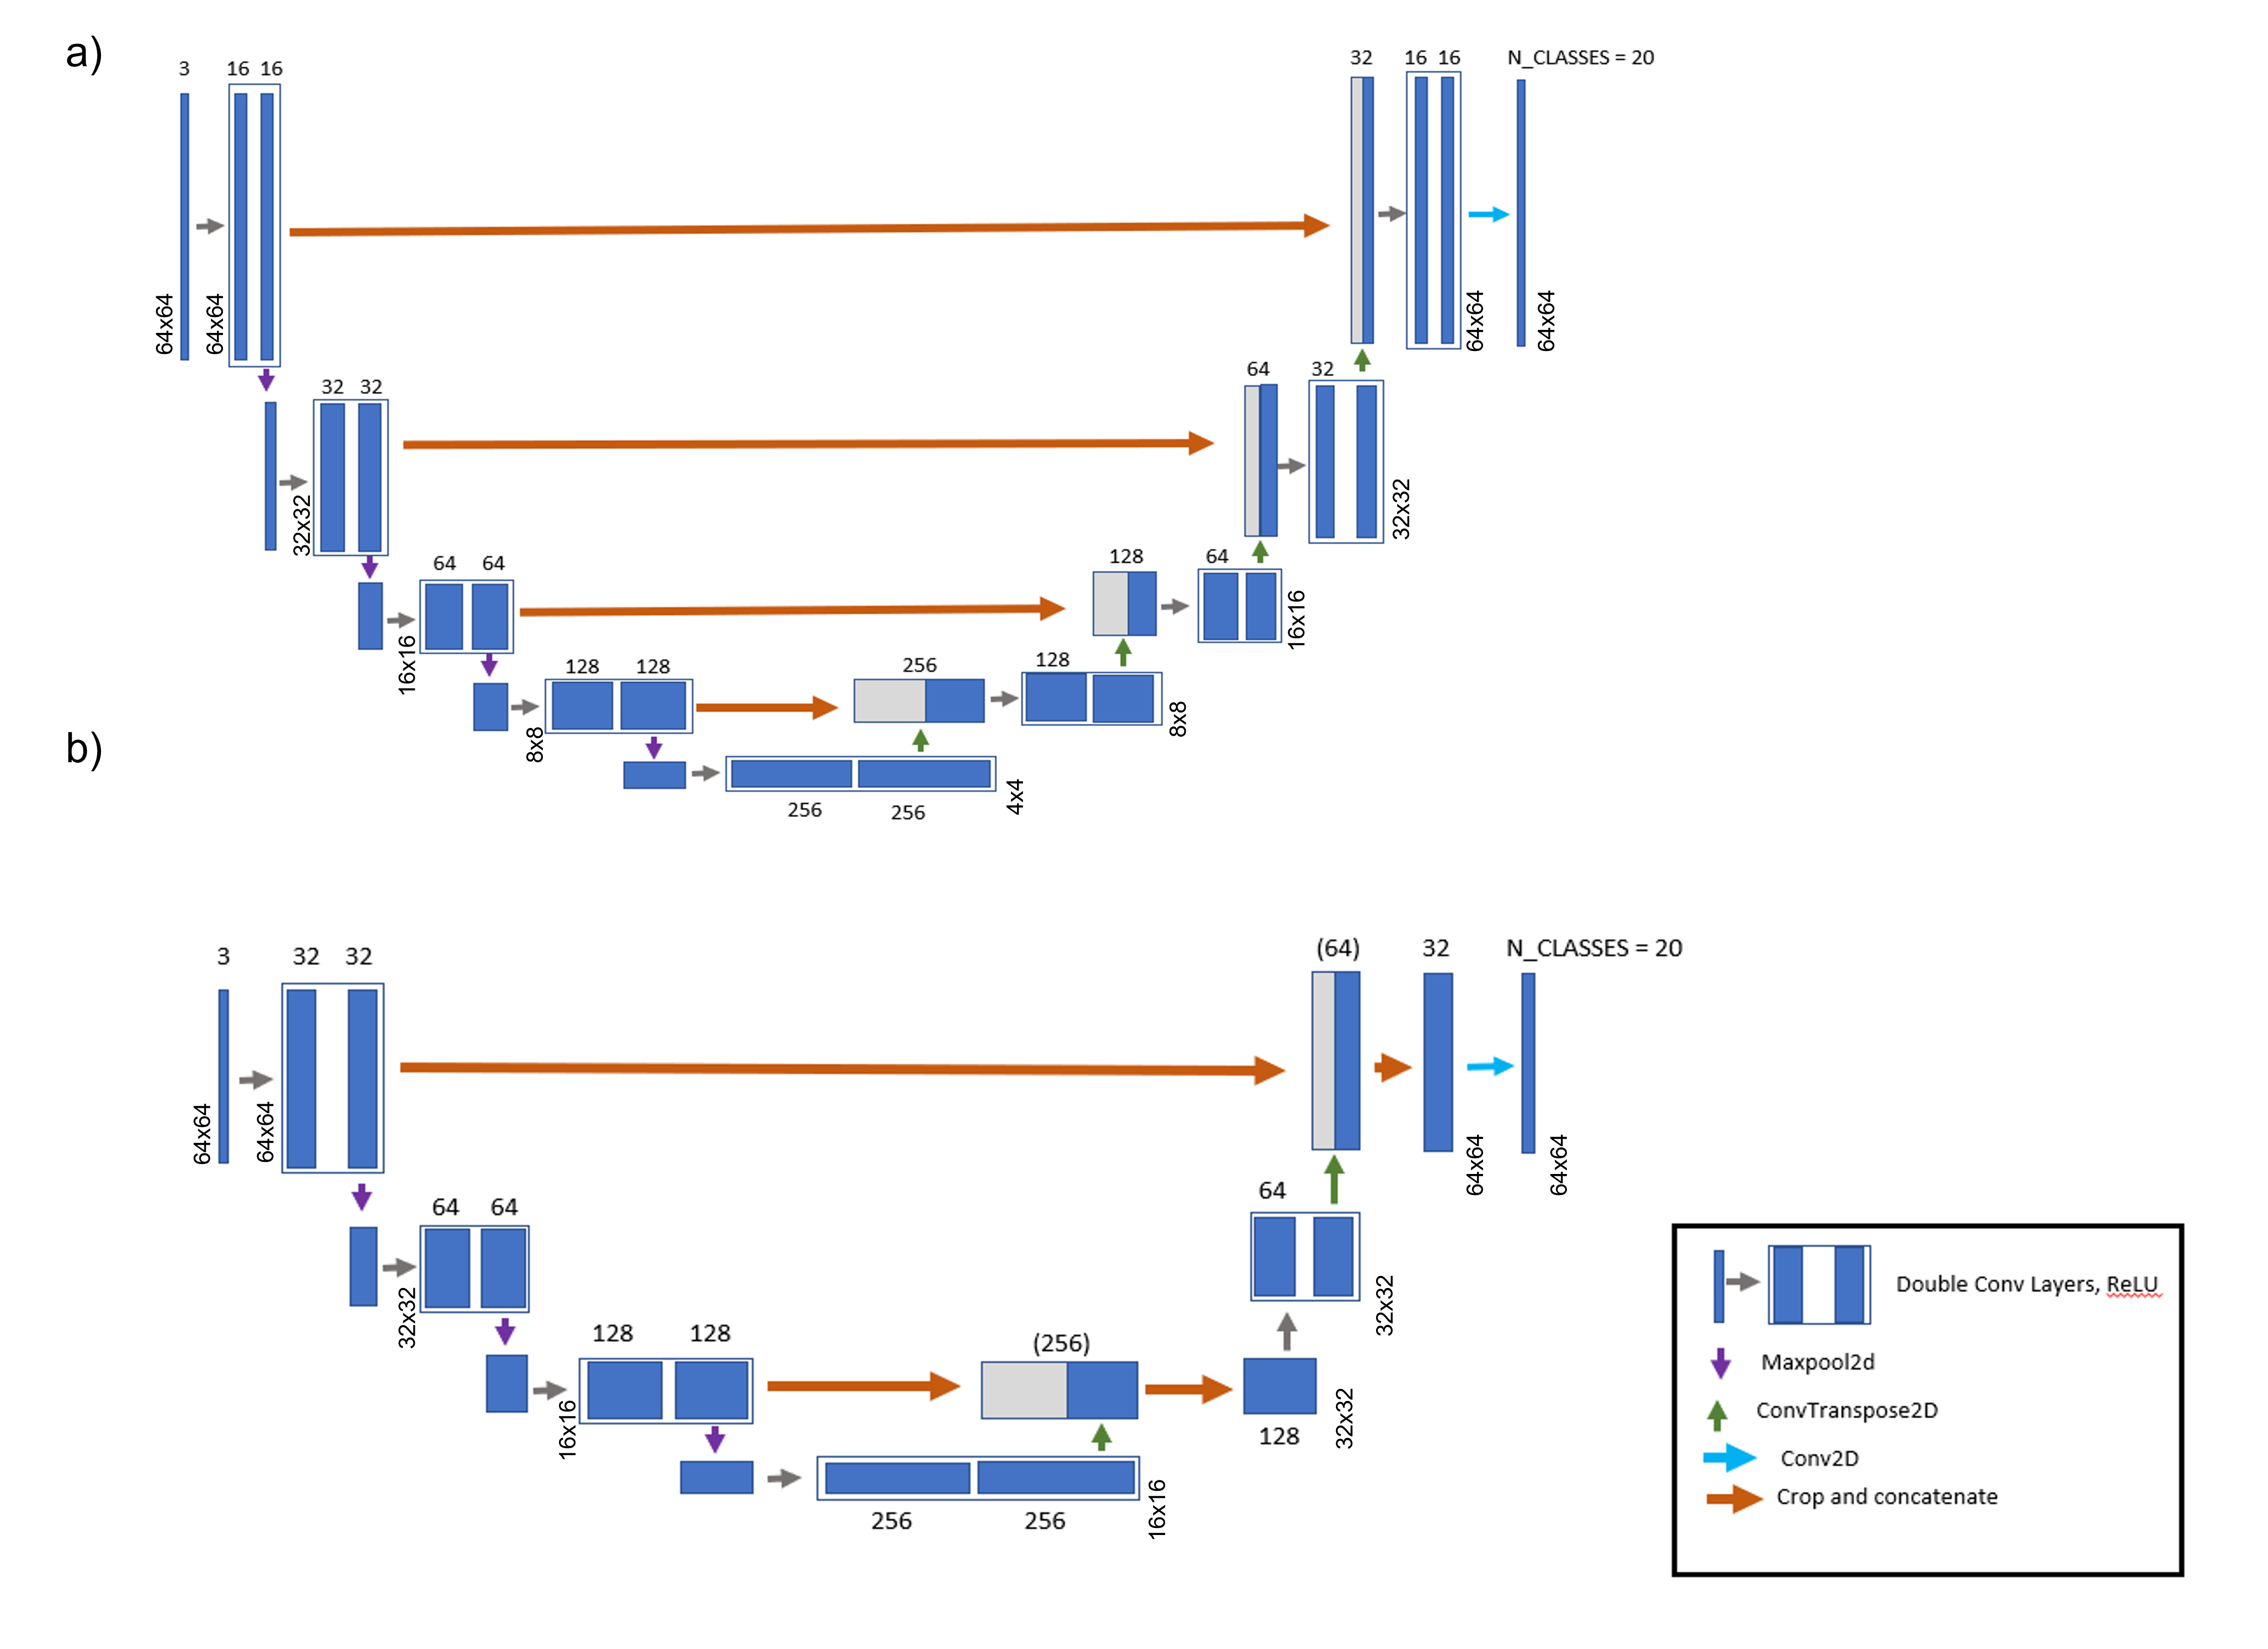 a)
3
16 16
32
16 16
N_CLASSES = 20
64x64
64x64
64x64
64x64
32 32
64
32
32x32
32x32
64 64
128
64
16x16
16x16
128 128
256
128
8x8
8x8
256 256
4x4
b)
3
32 32
(64)
32
N_CLASSES = 20
64x64
64x64
64x64
64x64
64 64
64
32x32
32x32
128 128
(256)
128
16x16
32x32
256 256
16x16
Double Conv Layers, ReLU
Maxpool2d
ConvTranspose2D
Conv2D
Crop and concatenate